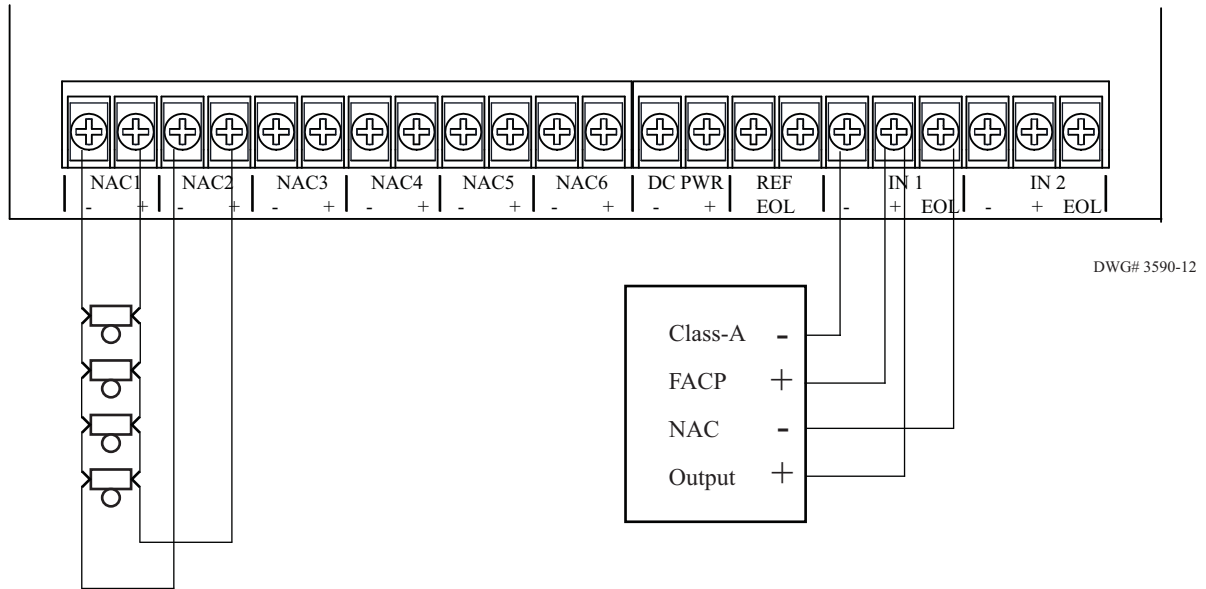 NAC1 NAC2 NAC3 NAC4 NAC5 NAC6 DC PWR REF IN 1 IN 2
- + - + - + - + - + - + - + EOL - + EOL - + EOL
DWG# 3590-12
Class-A -
FACP +
NAC -
Output +